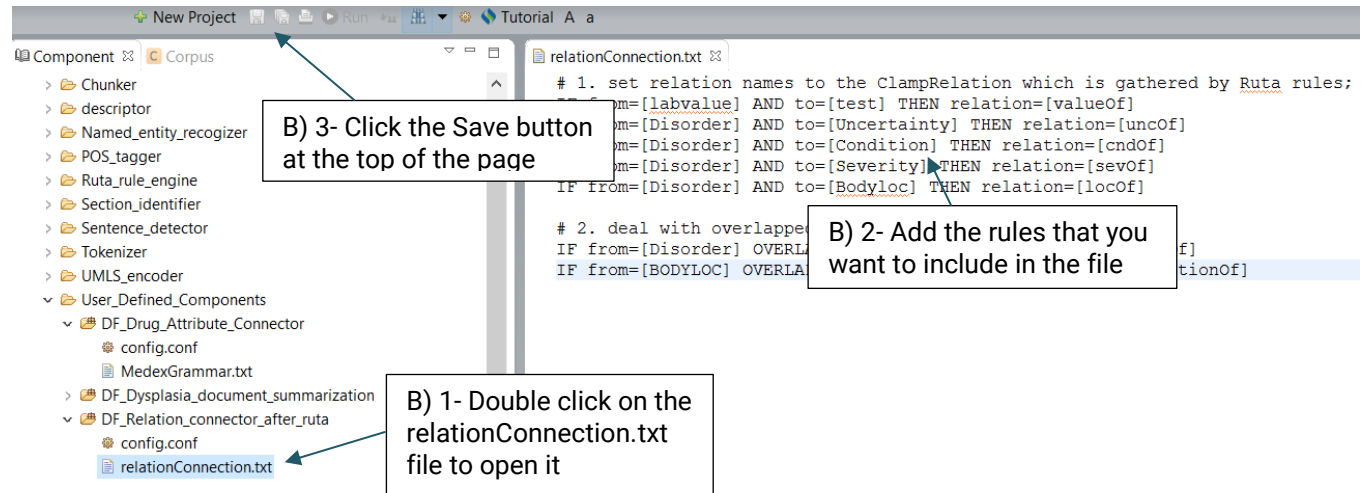 New Project Run Tutorial A a
Component Corpus
Chunker
descriptor
Named_entity_recogizer
POS_tagger
Ruta_rule_engine
Section_identifier
Sentence_detector
Tokenizer
UMLS_encoder
User_Defined_Components
DF_Drug_Attribute_Connector
config.conf
MedexGrammar.txt
DF_Dysplasia_document_summarization
DF_Relation_connector_after_ruta
config.conf
relationConnection.txt
relationConnection.txt
# 1. set relation names to the ClampRelation which is gathered by Ruta rules;
IF from=[labvalue] AND to=[test] THEN relation=[valueOf]
om=[Disorder] AND to=[Uncertainty] THEN relation=[uncOf]
om=[Disorder] AND to=[Condition] THEN relation=[cndOf]
om=[Disorder] AND to=[Severity] THEN relation=[sevOf]
IF from=[Disorder] AND to=[Bodyloc] THEN relation=[locOf]
# 2. deal with overlappe
IF from=[Disorder] OVERLA f]
IF from=[BODYLOC] OVERLA tionOf]
B) 3- Click the Save button
at the top of the page
B) 2- Add the rules that you
want to include in the file
B) 1- Double click on the
relationConnection.txt
file to open it